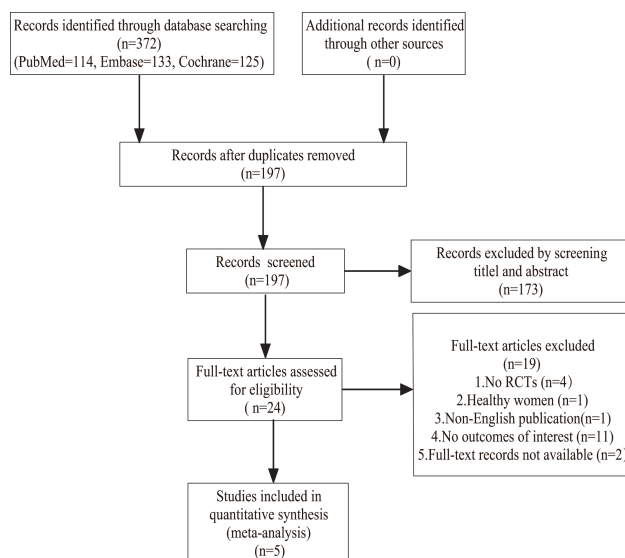 Records identified through database searching
(n=372)
(PubMed=114, Embase=133, Cochrane=125)
Additional records identified
through other sources
( n=0)
Records after duplicates removed
(n=197)
Records screened
(n=197)
Records excluded by screening
titlel and abstract
(n=173)
Full-text articles assessed
for eligibility
( n=24)
Full-text articles excluded
(n=19)
1.No RCTs (n=4)
2.Healthy women (n=1)
3.Non-English publication(n=1)
4.No outcomes of interest (n=11)
5.Full-text records not available (n=2)
Studies included in
quantitative synthesis
(meta-analysis)
(n=5)